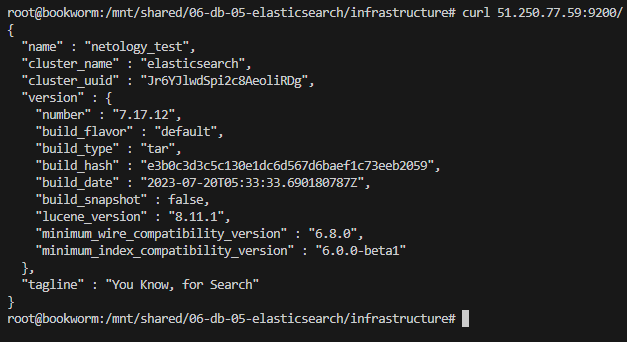 root@bookworm:/mnt/shared/06-db-05-elasticsearch/infrastructure# curl 51.250.77.59:9200/
{
  "name" : "netology_test",
  "cluster_name" : "elasticsearch",
  "cluster_uuid" : "Jr6YJlwdSpi2c8AeoliRDg",
  "version" : {
    "number" : "7.17.12",
    "build_flavor" : "default",
    "build_type" : "tar",
    "build_hash" : "e3b0c3d3c5c130e1dc6d567d6baef1c73eeb2059",
    "build_date" : "2023-07-20T05:33:33.690180787Z",
    "build_snapshot" : false,
    "lucene_version" : "8.11.1",
    "minimum_wire_compatibility_version" : "6.8.0",
    "minimum_index_compatibility_version" : "6.0.0-beta1"
  },
  "tagline" : "You Know, for Search"
}
root@bookworm:/mnt/shared/06-db-05-elasticsearch/infrastructure#